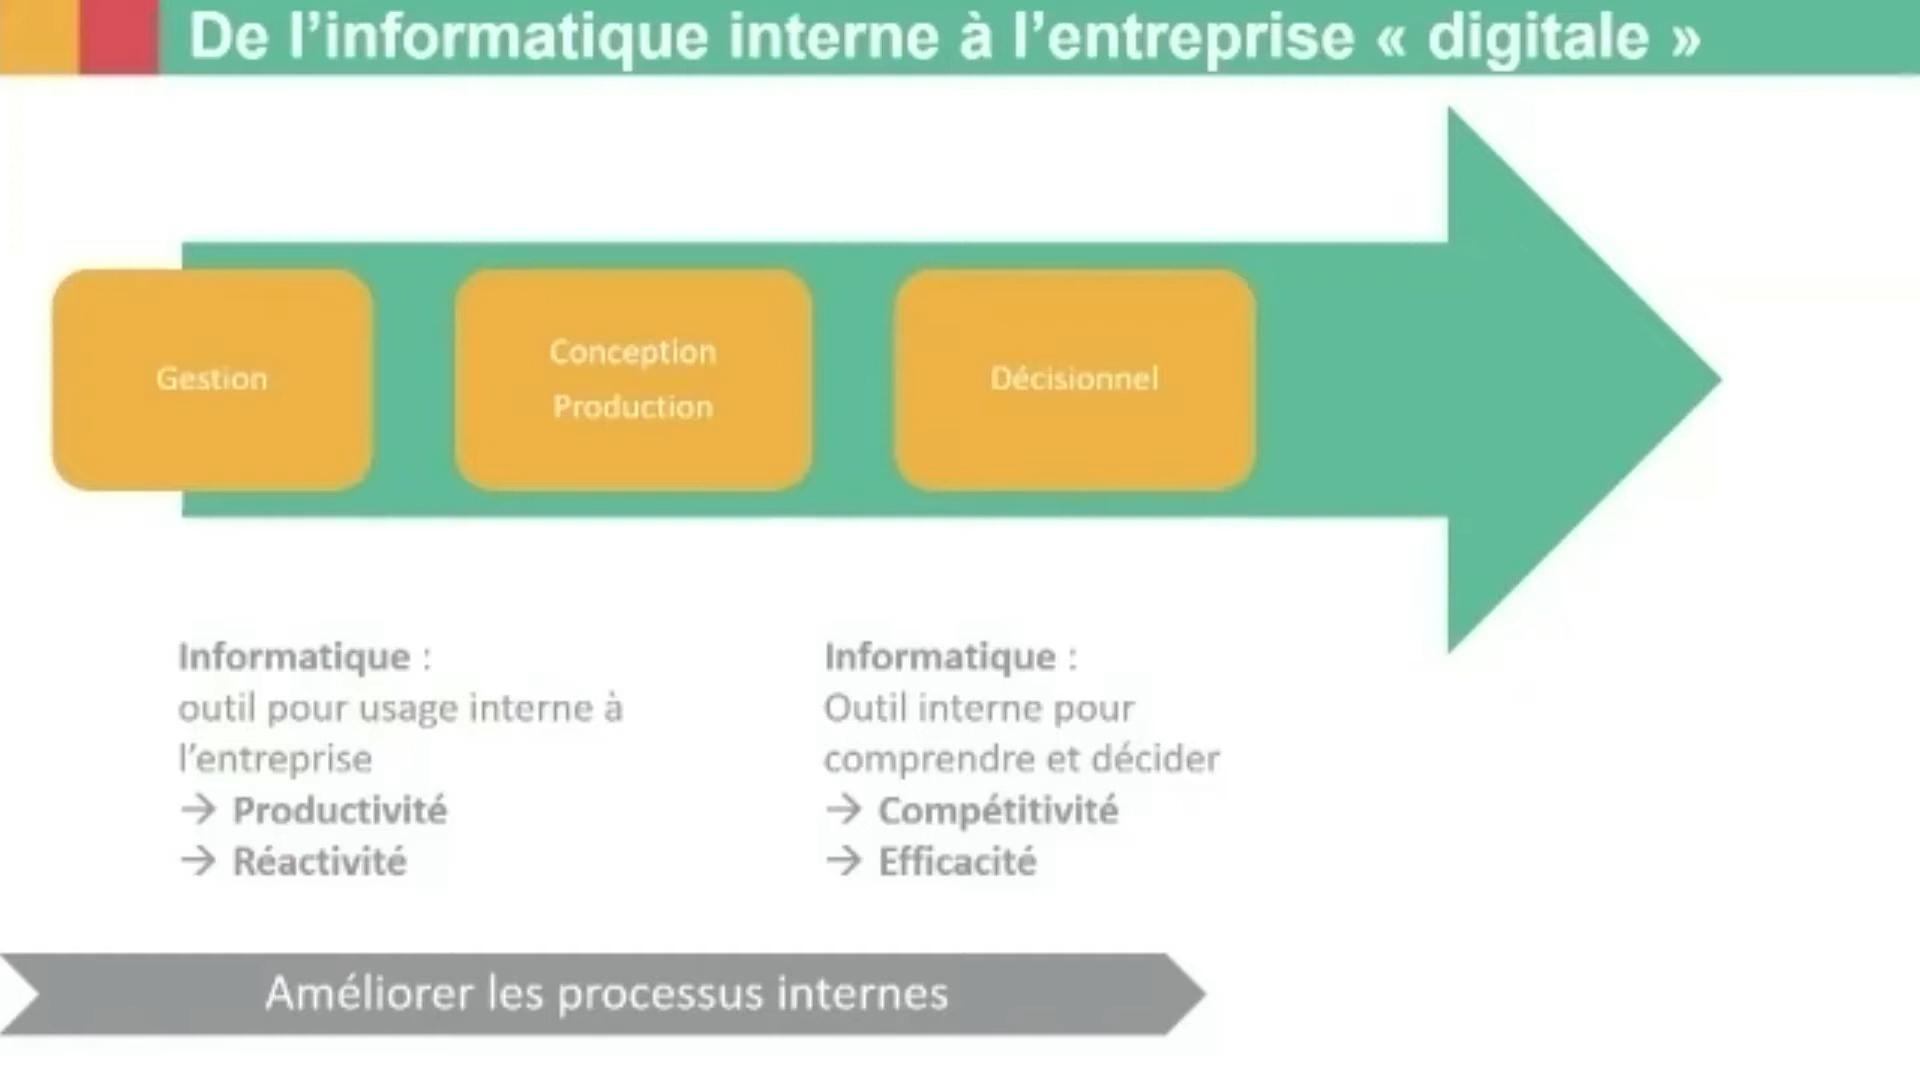 De l’informatique interne à l’entreprise « digitale »
Gestion
Conception
Production
Décisionnel
Informatique :
outil pour usage interne à
l’entreprise
→ Productivité
→ Réactivité
Informatique :
Outil interne pour
comprendre et décider
→ Compétitivité
→ Efficacité
Améliorer les processus internes